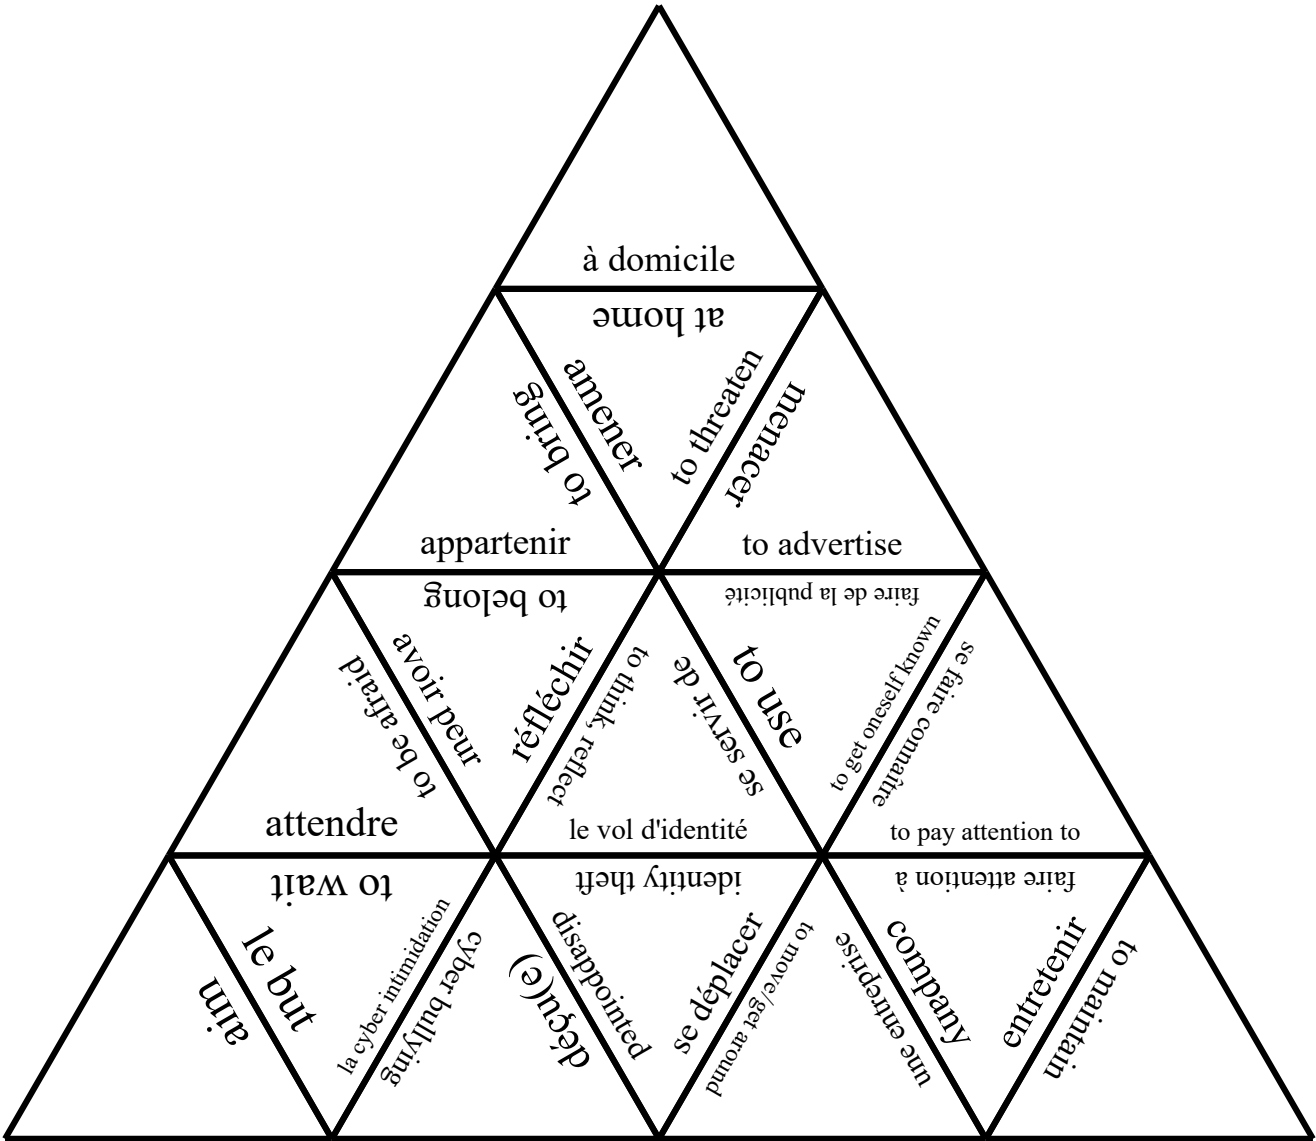 à domicile
at home
to bring
amener
to threaten
menacer
appartenir
to advertise
to belong
faire de la publicité
to be afraid
avoir peur
réfléchir
to think, reflect
se servir de
to use
to get oneself known
se faire connaître
attendre
le vol d'identité
to pay attention to
to wait
identity theft
faire attention à
aim
le but
la cyber intimidation
cyber bullying
déçu(e)
disappointed
se déplacer
to move/get around
une entreprise
company
entretenir
to maintain